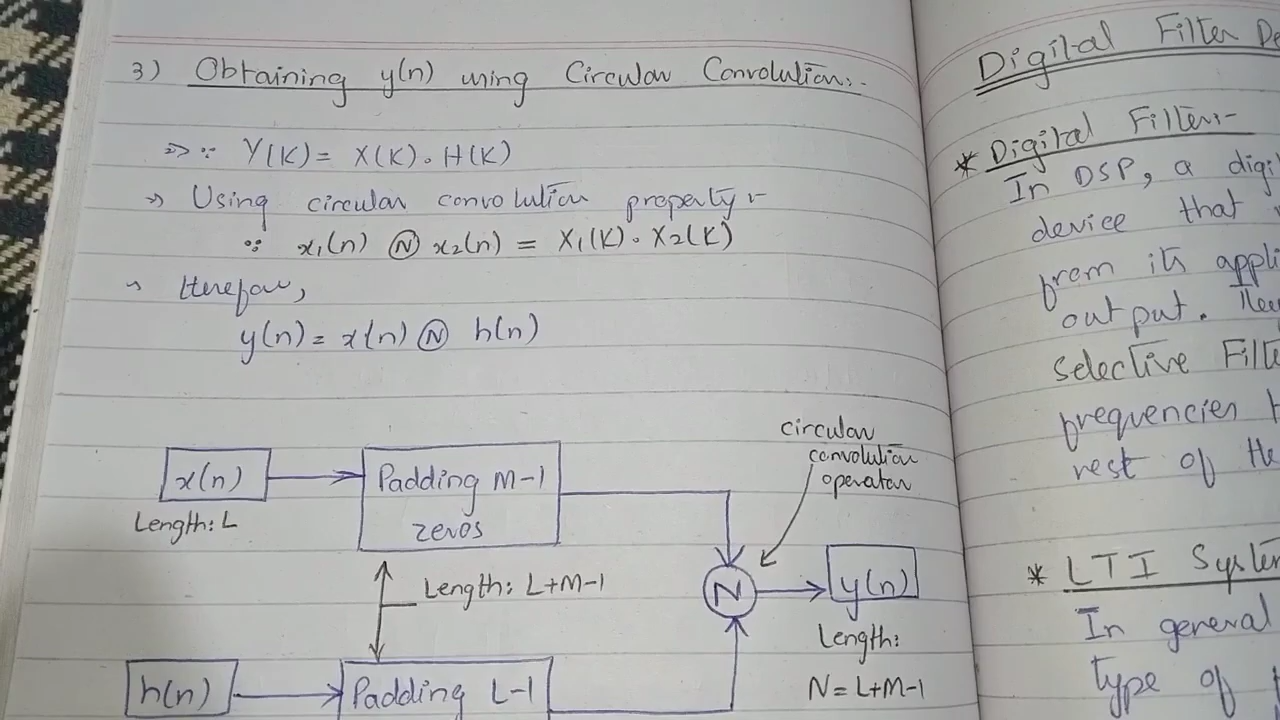 3) Obtaining y(n) using Circular Convolution:-
⇒ ∵ Y(K) = X(K) . H(K)
→ Using circular convolution property :-
∵ x₁(n) Ⓝ x₂(n) = X₁(K) . X₂(K)
→ Therefore,
y(n) = x(n) Ⓝ h(n)
circular
convolution
operator
x(n)
Padding M-1
zeros
Length: L
Length: L+M-1
N
y(n)
Length:
N = L+M-1
h(n)
Padding L-1
Digital Filter De
* Digital Filter:-
In DSP, a digi
device that
from its appli
output.
Selective Filte
frequencies
rest of the
* LTI System
In general
type of